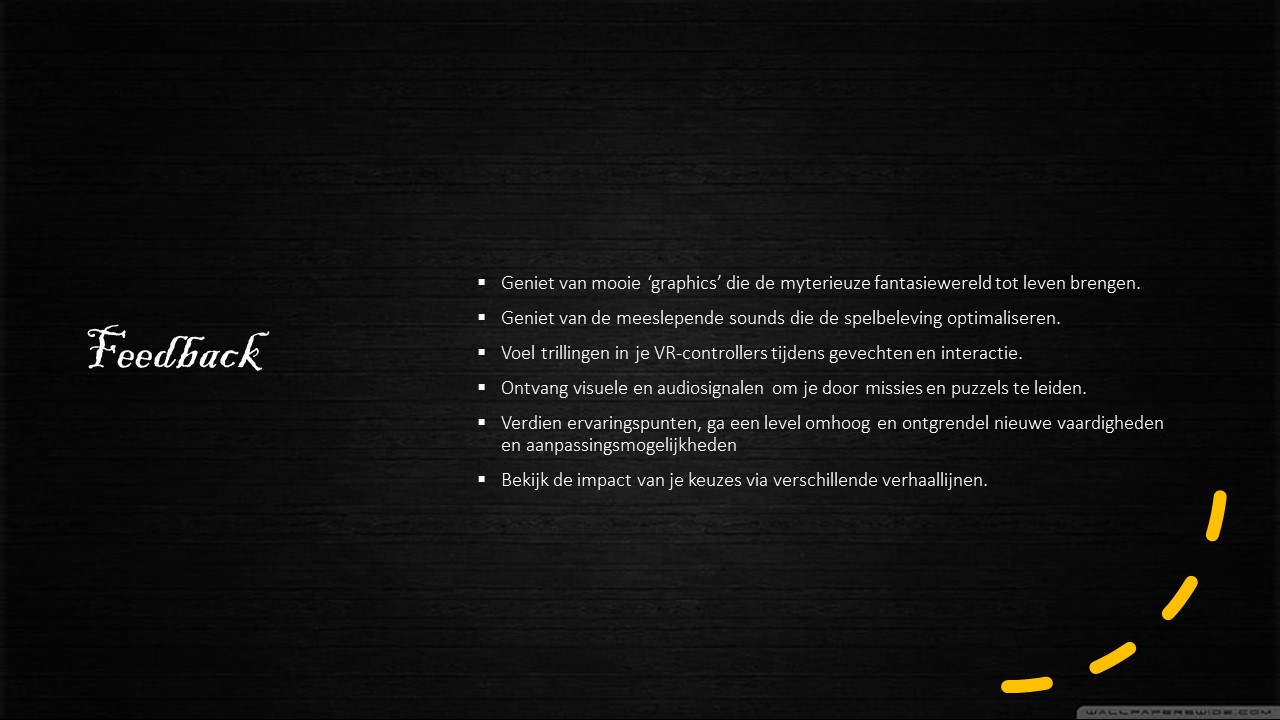 Feedback
▪ Geniet van mooie ‘graphics’ die de myterieuze fantasiewereld tot leven brengen.
▪ Geniet van de meeslepende sounds die de spelbeleving optimaliseren.
▪ Voel trillingen in je VR-controllers tijdens gevechten en interactie.
▪ Ontvang visuele en audiosignalen om je door missies en puzzels te leiden.
▪ Verdien ervaringspunten, ga een level omhoog en ontgrendel nieuwe vaardigheden
en aanpassingsmogelijkheden
▪ Bekijk de impact van je keuzes via verschillende verhaallijnen.
WALLPAPERSWIDE.COM